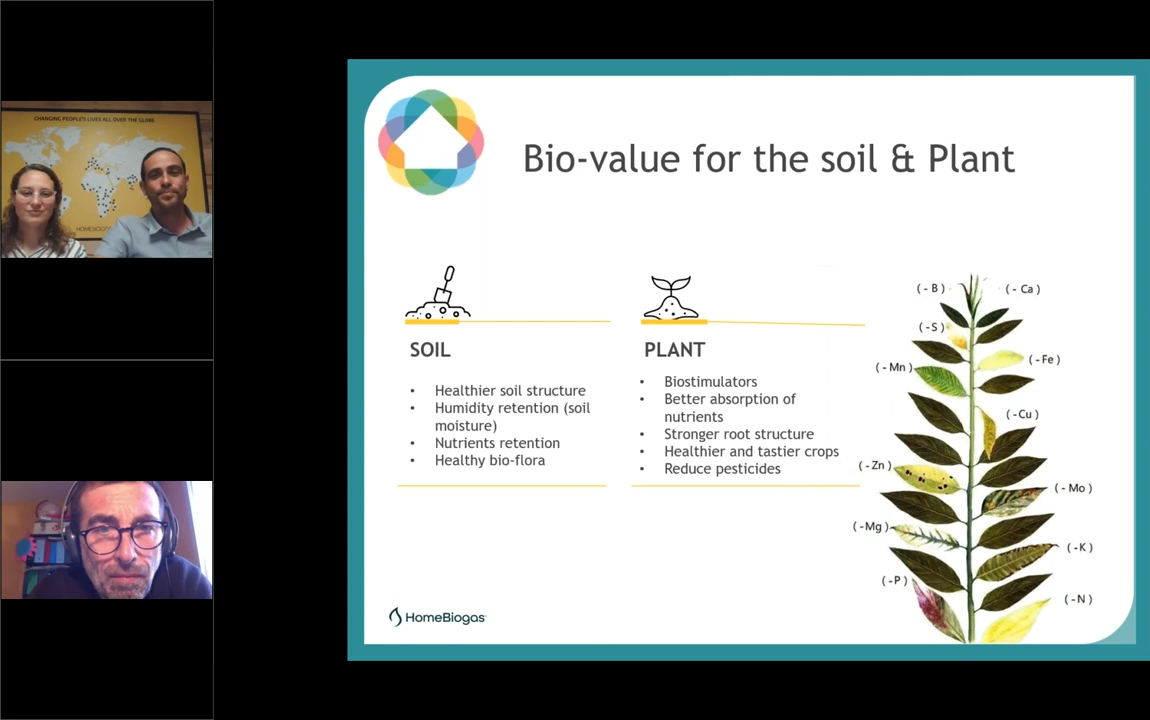 CHANGING PEOPLE'S LIVES ALL OVER THE GLOBE
HOMEBIOGAS
Bio-value for the soil & Plant
SOIL
• Healthier soil structure
• Humidity retention (soil
moisture)
• Nutrients retention
• Healthy bio-flora
PLANT
• Biostimulators
• Better absorption of
nutrients
• Stronger root structure
• Healthier and tastier crops
• Reduce pesticides
(- B)
(- Ca)
(- S)
(- Fe)
(- Mn)
(- Cu)
(- Zn)
(- Mo)
(- Mg)
(- K)
(- P)
(- N)
HomeBiogas